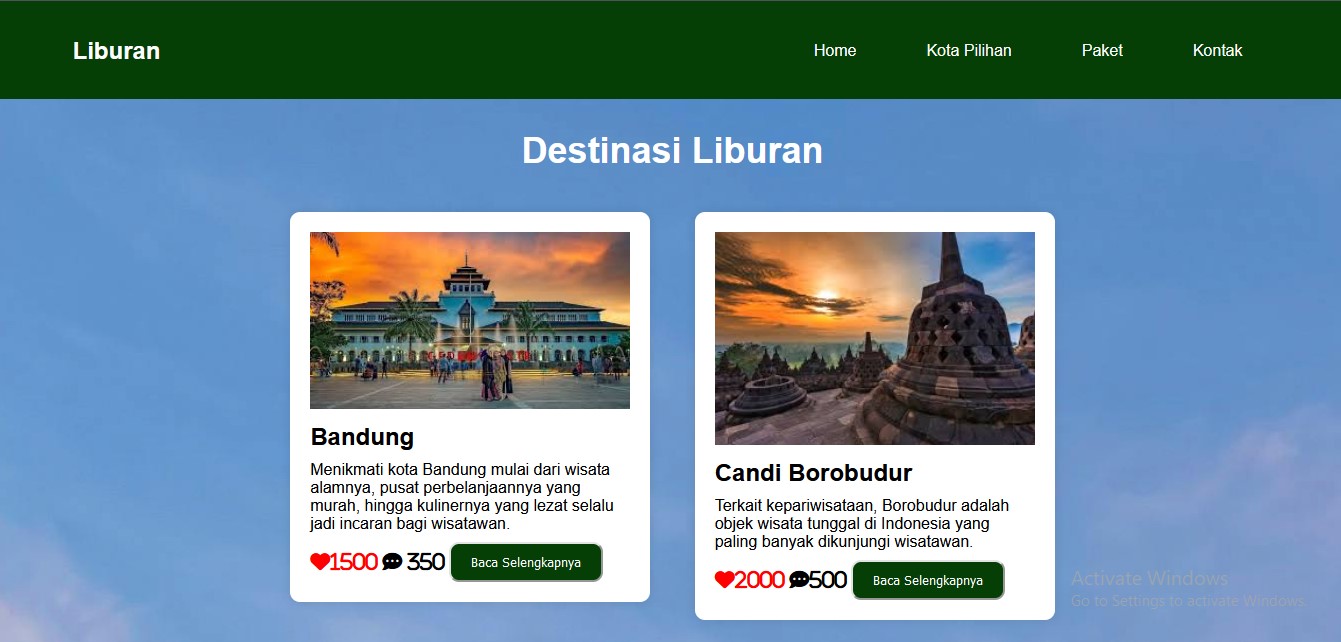 Liburan
Home
Kota Pilihan
Paket
Kontak
Destinasi Liburan
Bandung
Menikmati kota Bandung mulai dari wisata
alamnya, pusat perbelanjaannya yang
murah, hingga kulinernya yang lezat selalu
jadi incaran bagi wisatawan.
1500 350 Baca Selengkapnya
Candi Borobudur
Terkait kepariwisataan, Borobudur adalah
objek wisata tunggal di Indonesia yang
paling banyak dikunjungi wisatawan.
2000 500 Baca Selengkapnya
Activate Windows
Go to Settings to activate Windows.